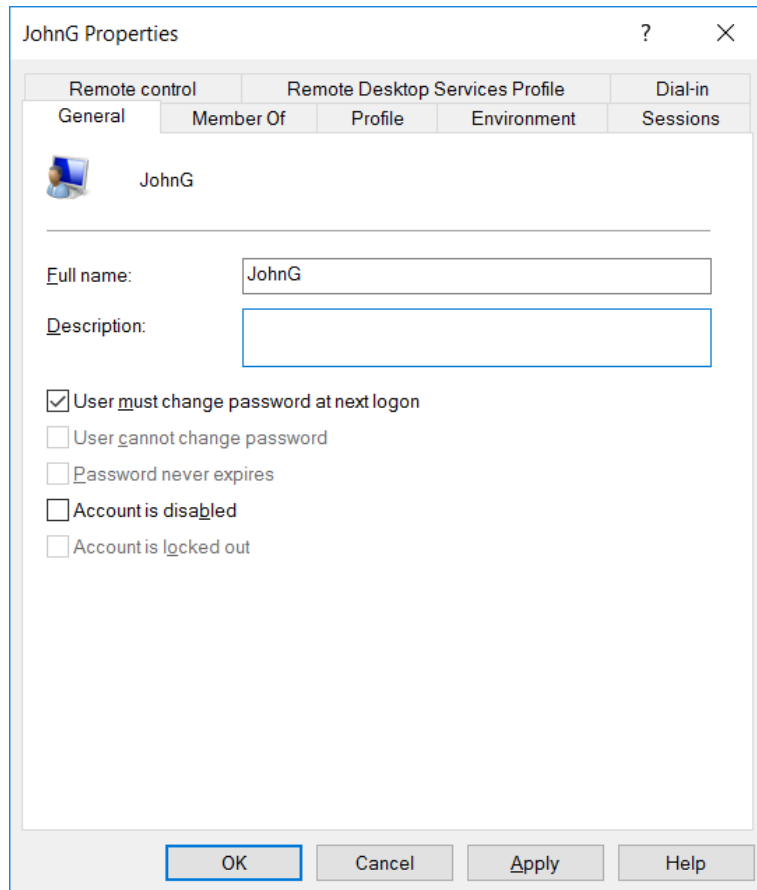 JohnG Properties
?
Remote control
Remote Desktop Services Profile
Dial-in
General
Member Of
Profile
Environment
Sessions
JohnG
Full name:
JohnG
Description:
User must change password at next logon
User cannot change password
Password never expires
Account is disabled
Account is locked out
OK
Cancel
Apply
Help